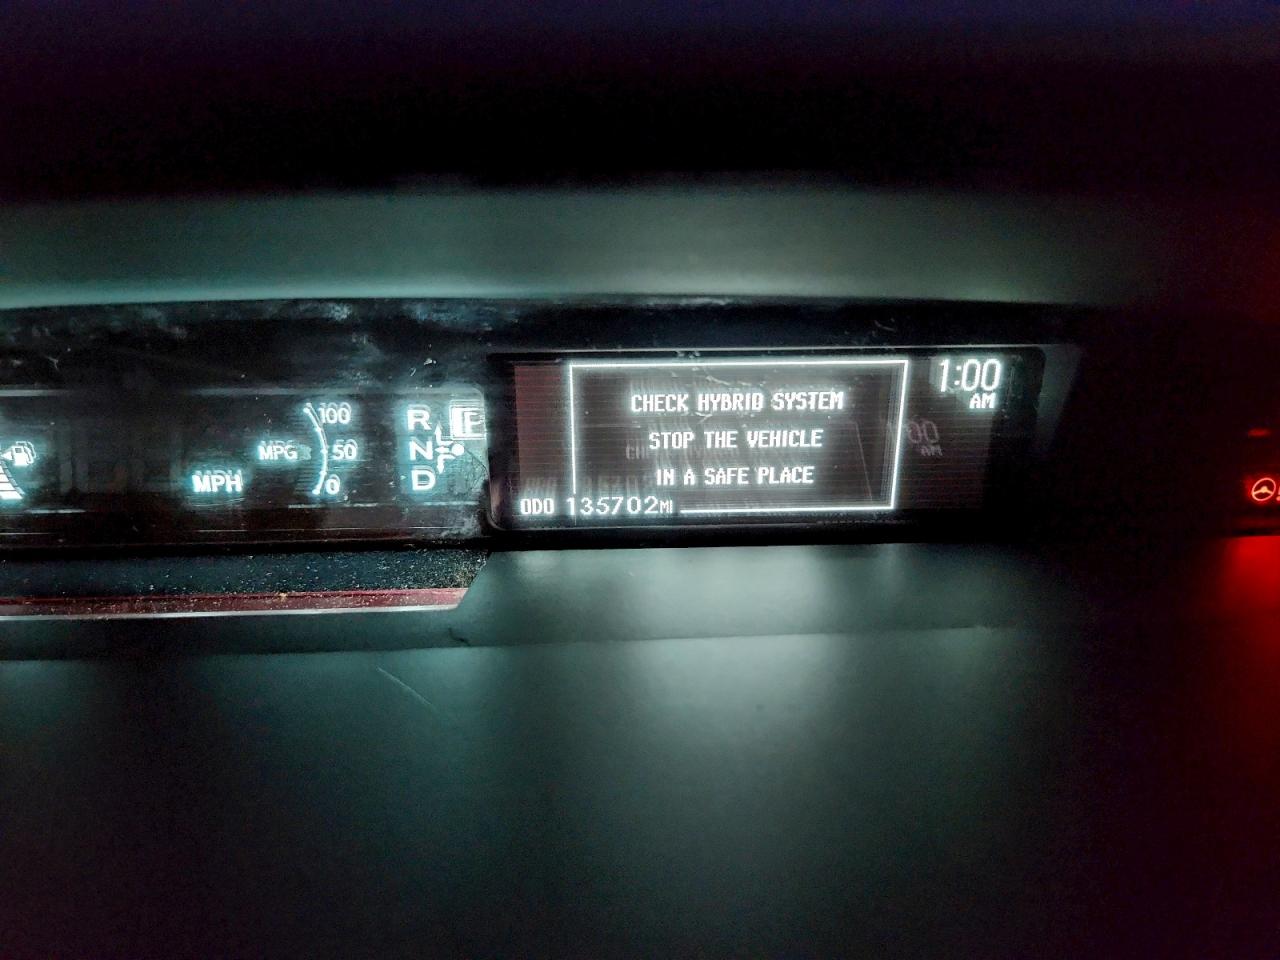 MPH
MPG
100
50
0
R
N
D
P
CHECK HYBRID SYSTEM
STOP THE VEHICLE
IN A SAFE PLACE
ODO 135702MI
1:00
AM